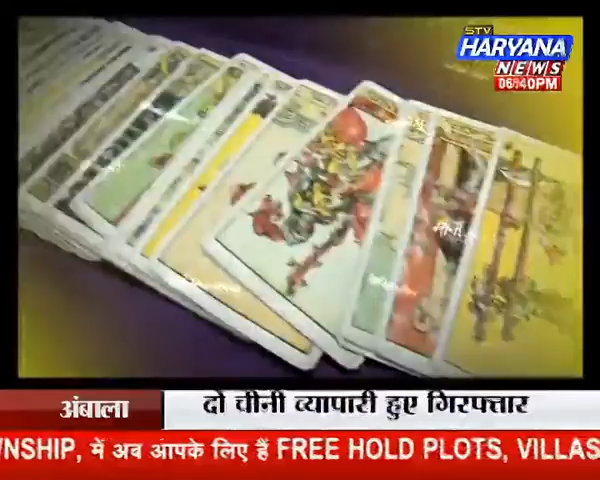 STV
HARYANA
NEWS
06:40PM
अंबाला
दो चीनी व्यापारी हुए गिरफ्तार
WNSHIP, में अब आपके लिए हैं FREE HOLD PLOTS, VILLAS